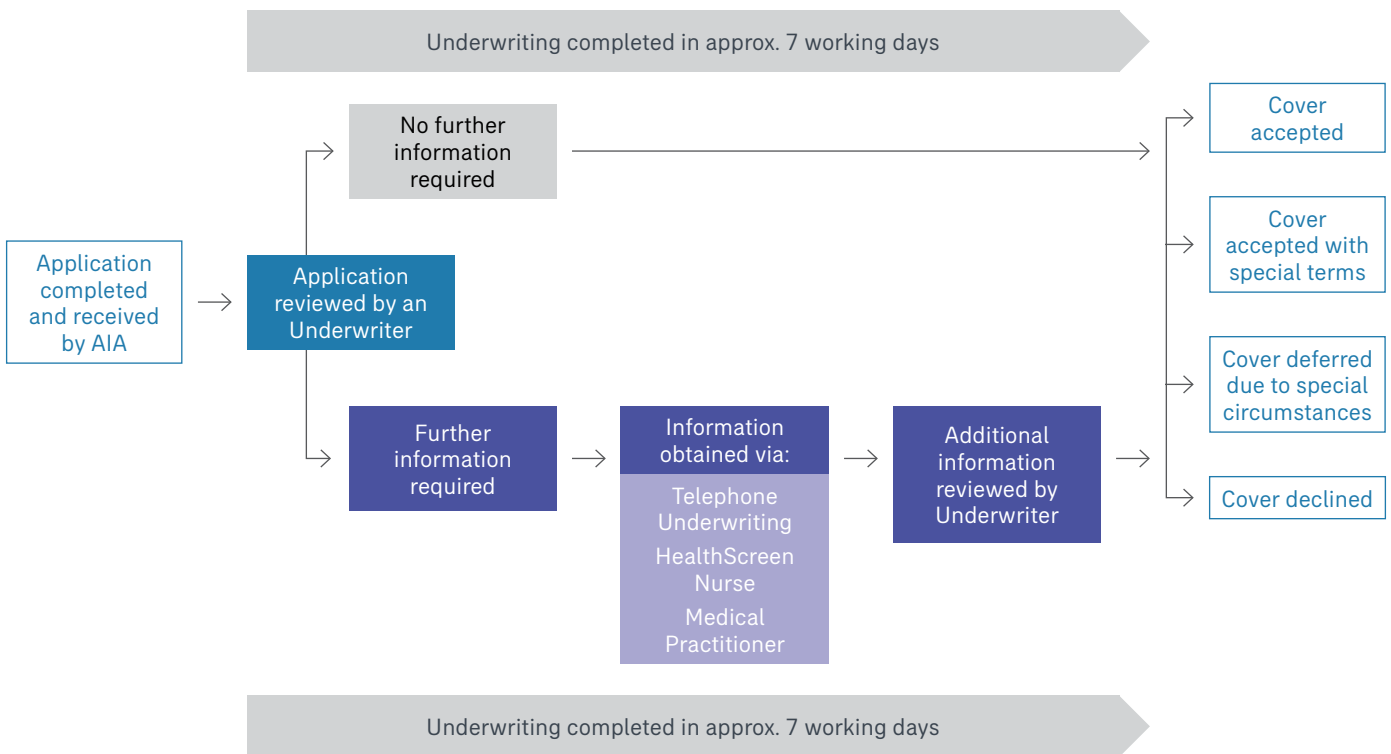 Underwriting completed in approx. 7 working days
No further
information
required
Application
completed
and received
by AIA
Application
reviewed by an
Underwriter
Further
information
required
Information
obtained via:
Telephone
Underwriting
HealthScreen
Nurse
Medical
Practitioner
Additional
information
reviewed by
Underwriter
Cover
accepted
Cover
accepted with
special terms
Cover deferred
due to special
circumstances
Cover declined
Underwriting completed in approx. 7 working days